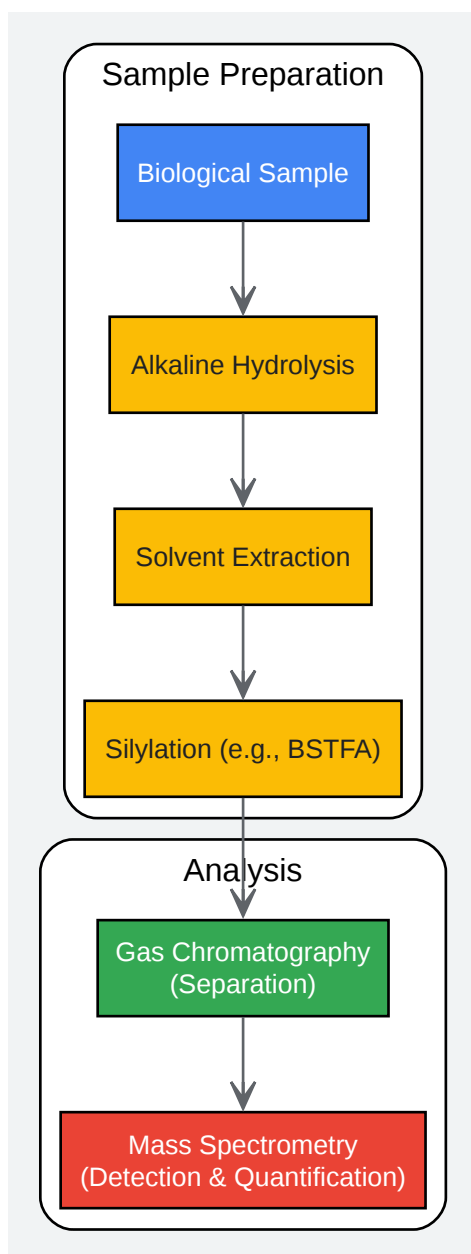 Sample Preparation
Biological Sample
Alkaline Hydrolysis
Solvent Extraction
Silylation (e.g., BSTFA)
Analysis
Gas Chromatography
(Separation)
Mass Spectrometry
(Detection & Quantification)